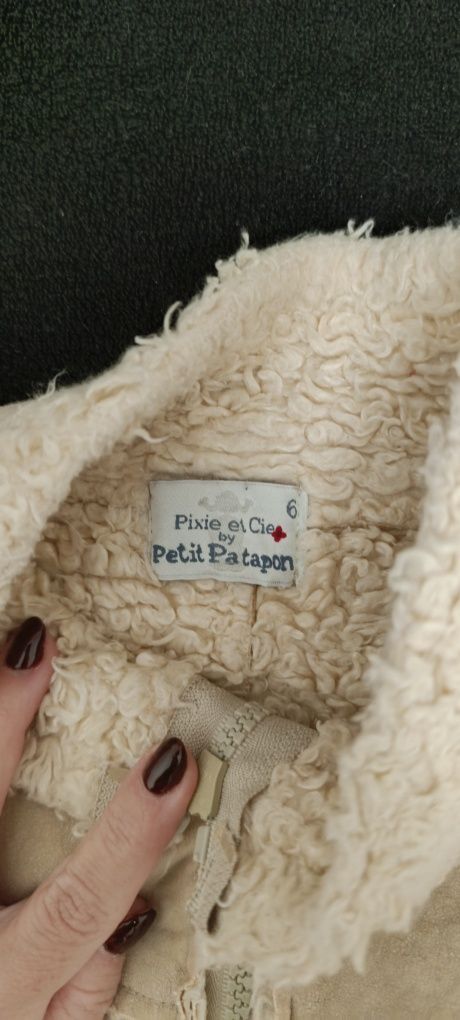 6
Pixie et Cie
by
Petit Patapon